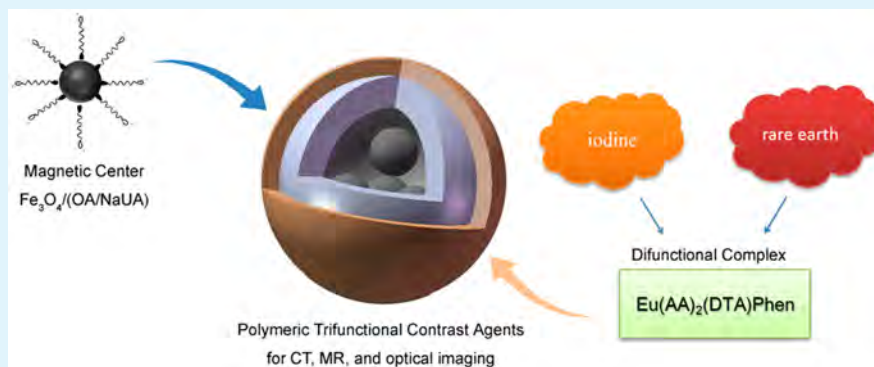 Magnetic Center
Fe₃O₄/(OA/NaUA)
Polymeric Trifunctional Contrast Agents
for CT, MR, and optical imaging
iodine
rare earth
Difunctional Complex
Eu(AA)₂(DTA)Phen